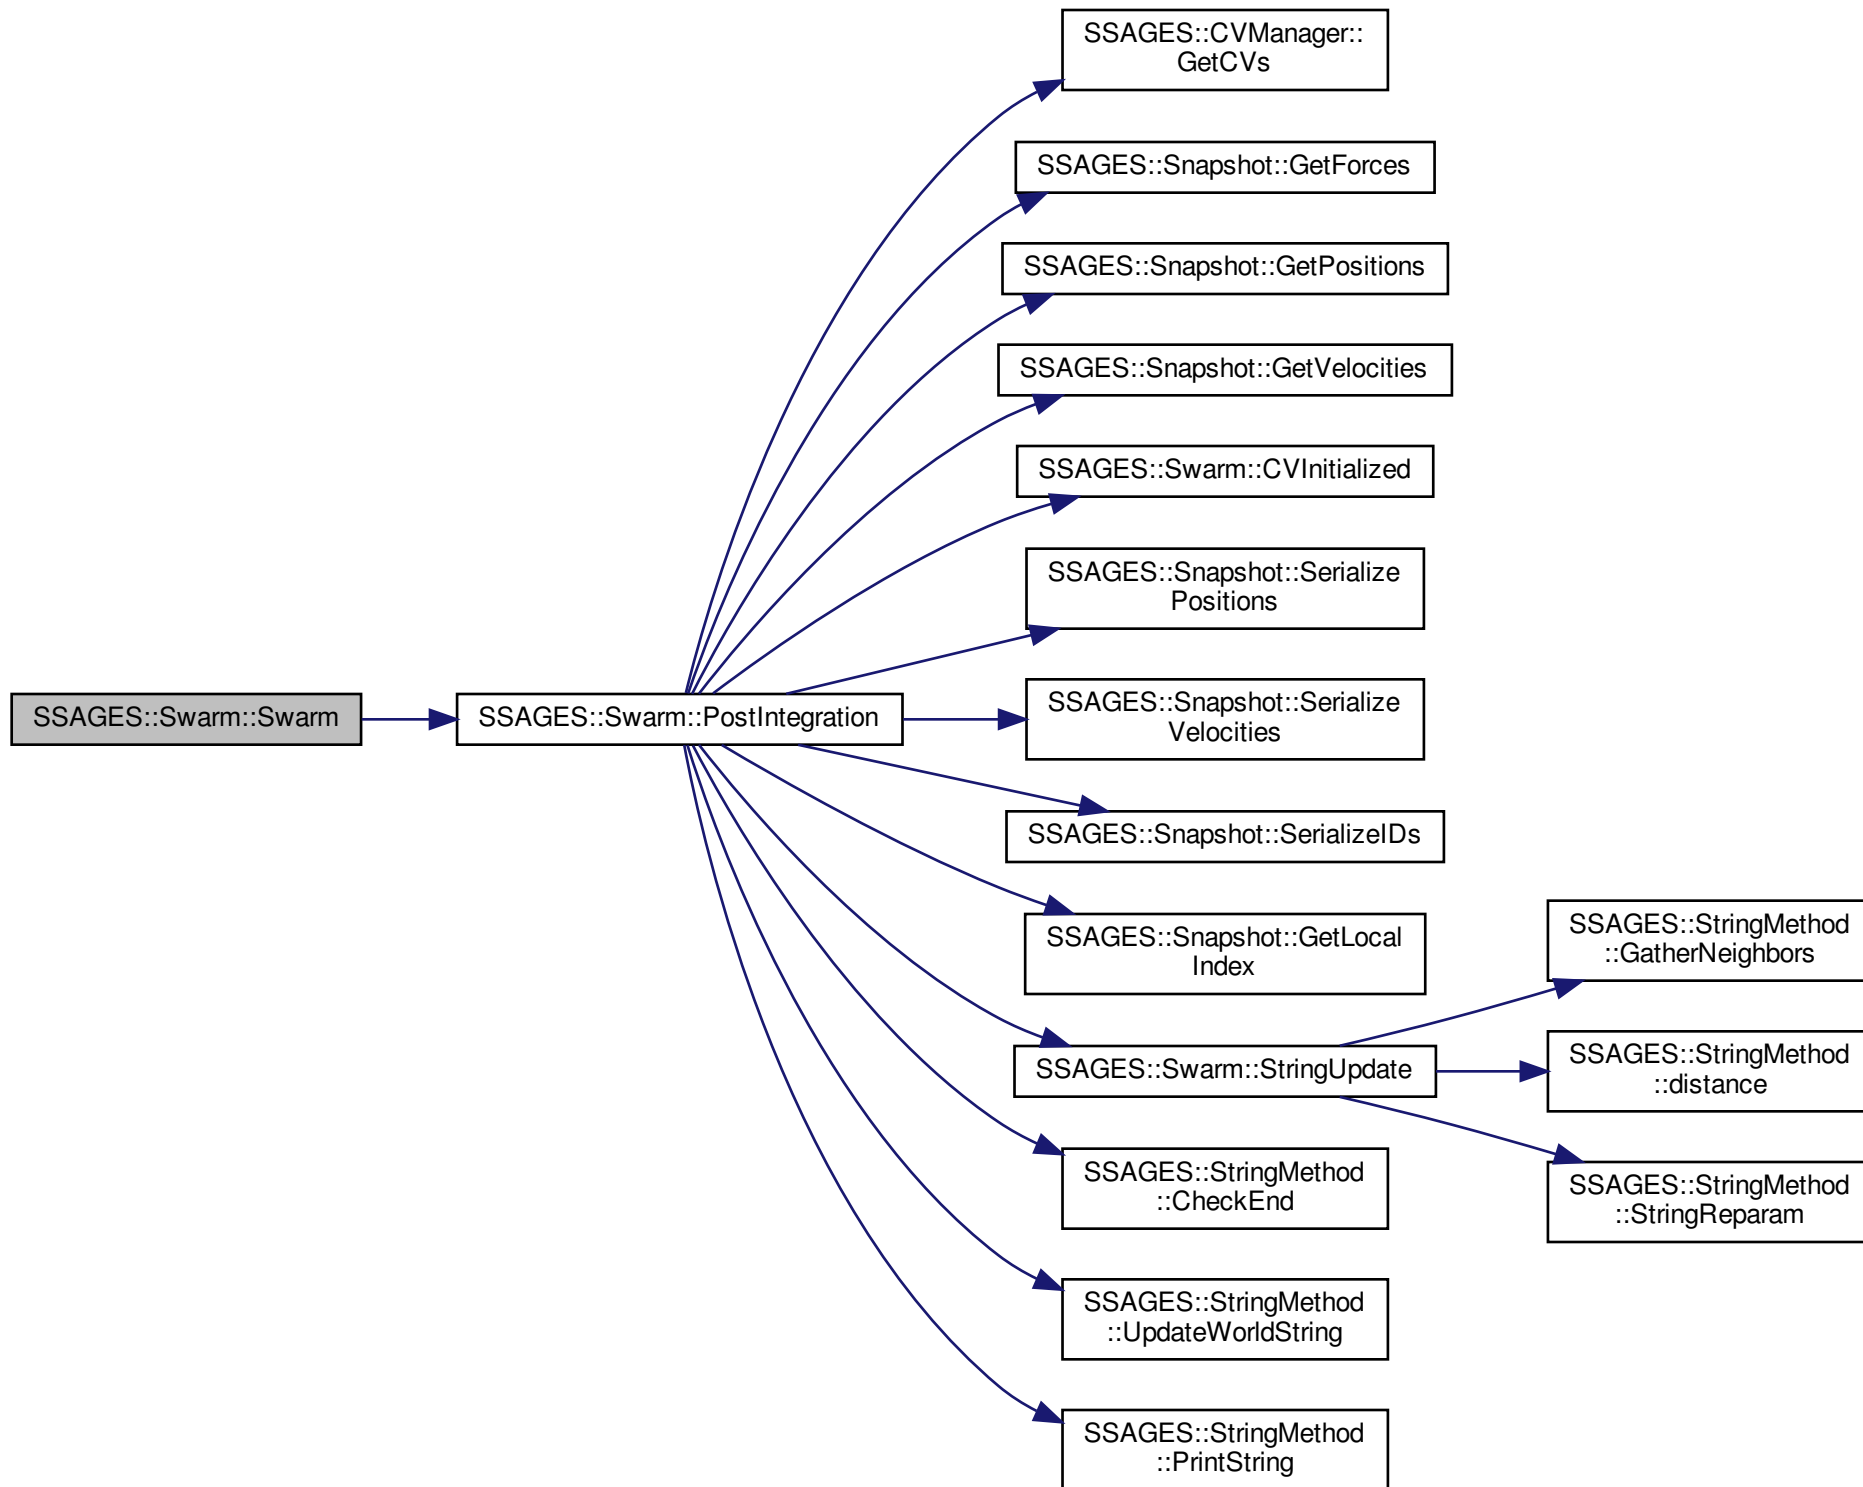 SSAGES::CVManager::
GetCVs
SSAGES::Snapshot::GetForces
SSAGES::Snapshot::GetPositions
SSAGES::Snapshot::GetVelocities
SSAGES::Swarm::CVInitialized
SSAGES::Snapshot::Serialize
Positions
SSAGES::Swarm::Swarm
SSAGES::Swarm::PostIntegration
SSAGES::Snapshot::Serialize
Velocities
SSAGES::Snapshot::SerializeIDs
SSAGES::Snapshot::GetLocal
Index
SSAGES::StringMethod
::GatherNeighbors
SSAGES::Swarm::StringUpdate
SSAGES::StringMethod
::distance
SSAGES::StringMethod
::CheckEnd
SSAGES::StringMethod
::StringReparam
SSAGES::StringMethod
::UpdateWorldString
SSAGES::StringMethod
::PrintString